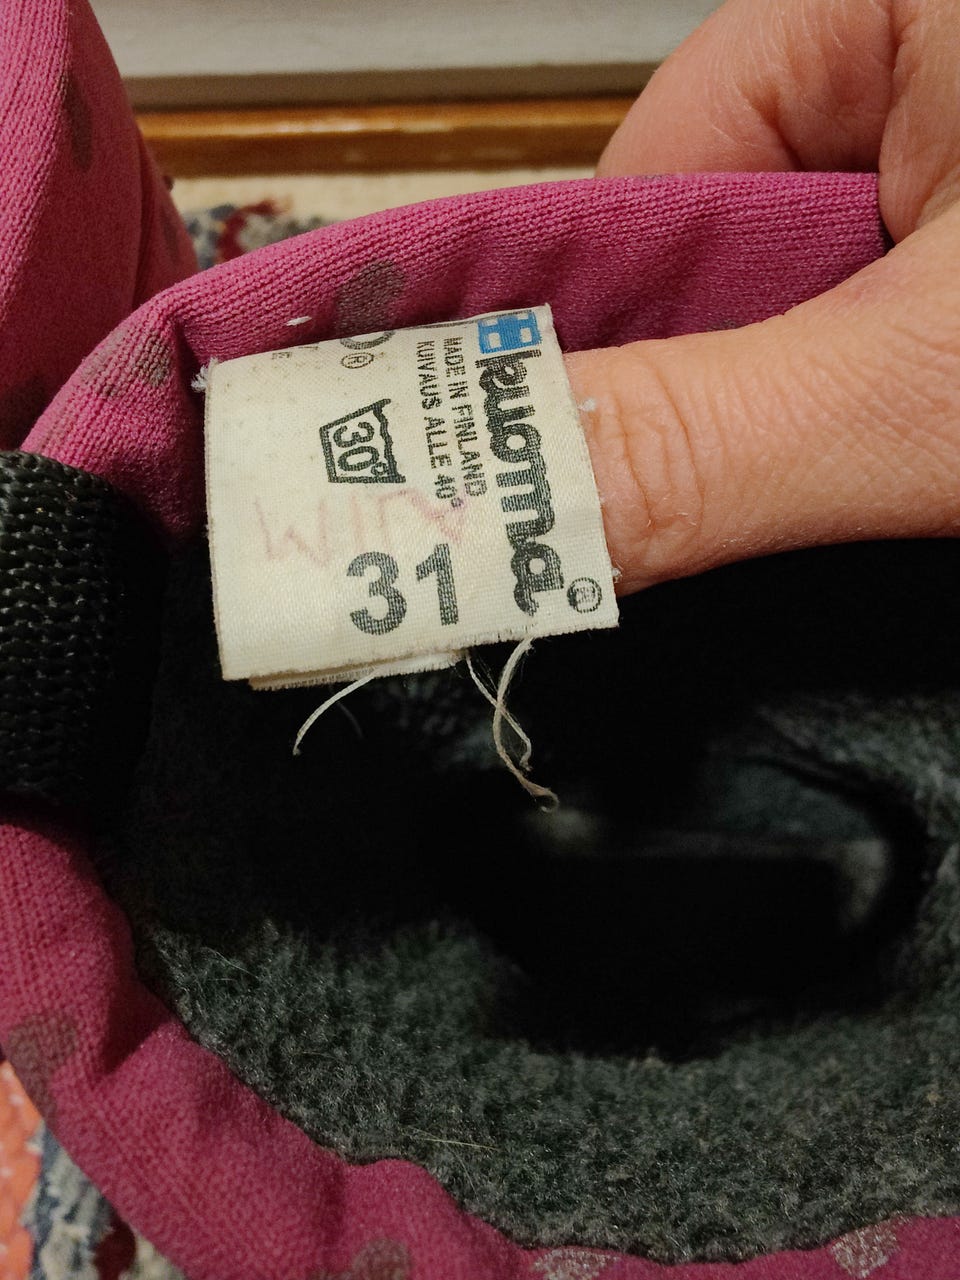 kuoma®
MADE IN FINLAND
KUIVAUS ALLE 40°
30°
31
®